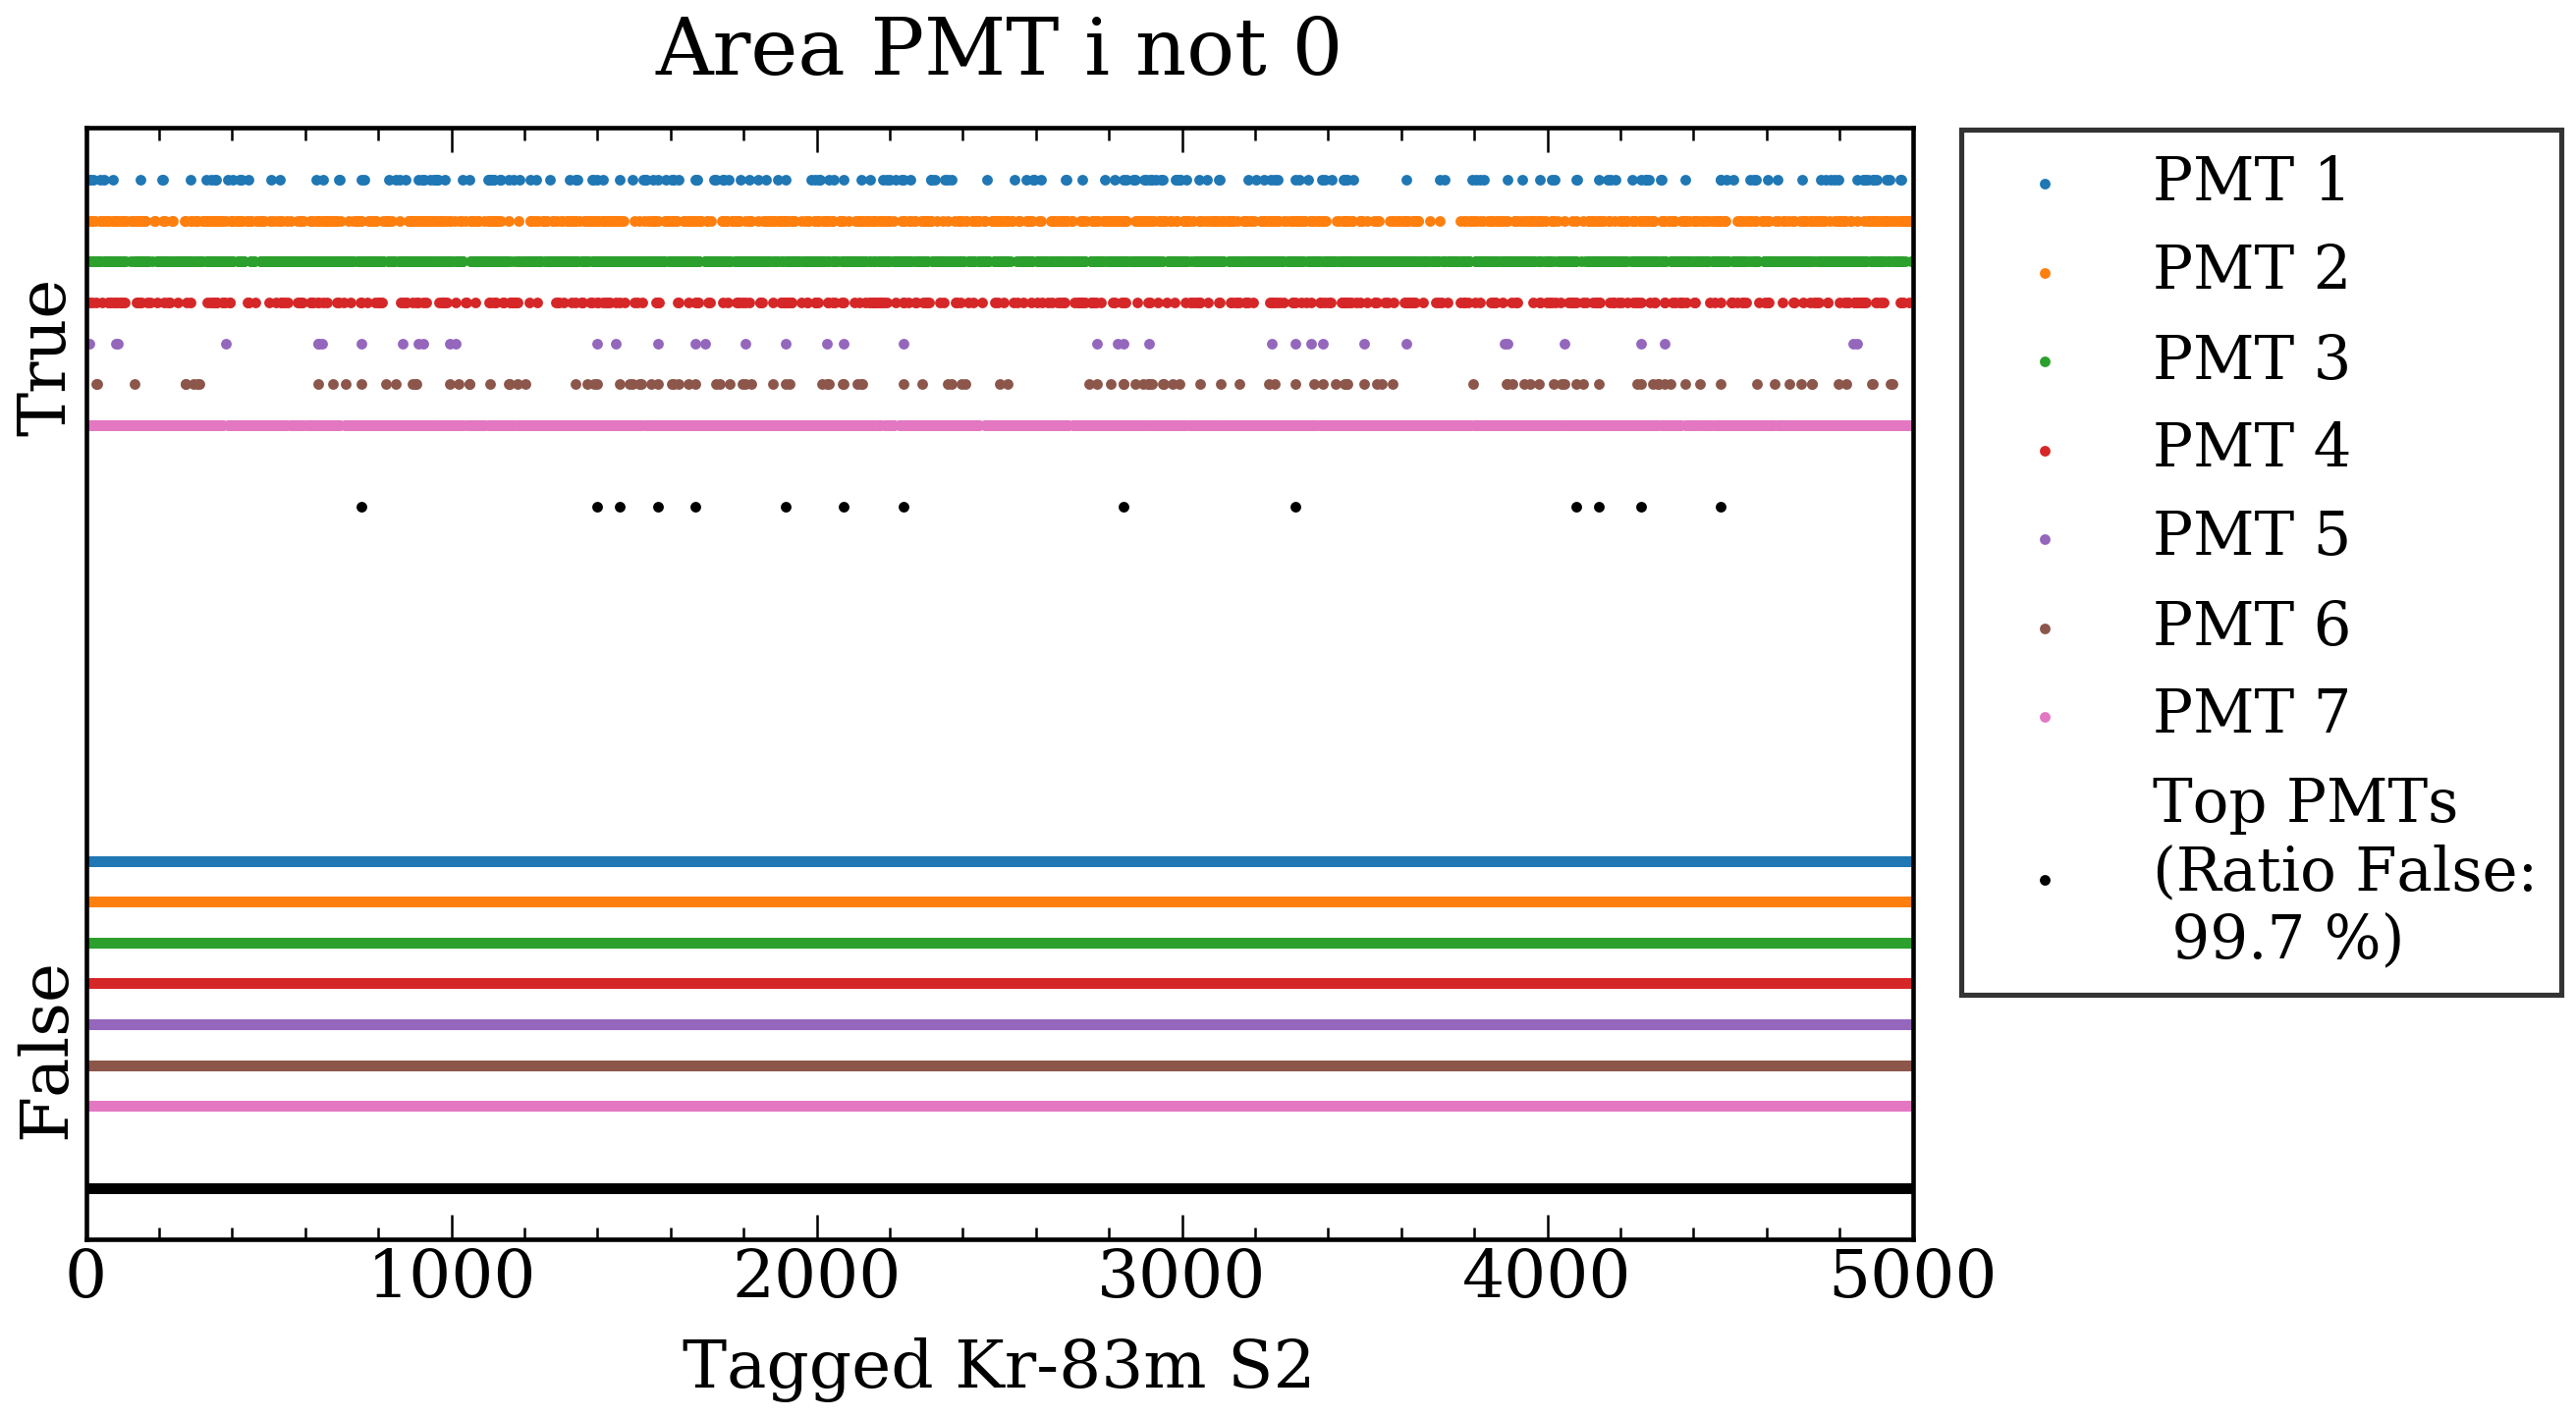 Area PMT i not 0
True
False
0 1000 2000 3000 4000 5000
Tagged Kr-83m S2
PMT 1
PMT 2
PMT 3
PMT 4
PMT 5
PMT 6
PMT 7
Top PMTs
(Ratio False:
99.7 %)